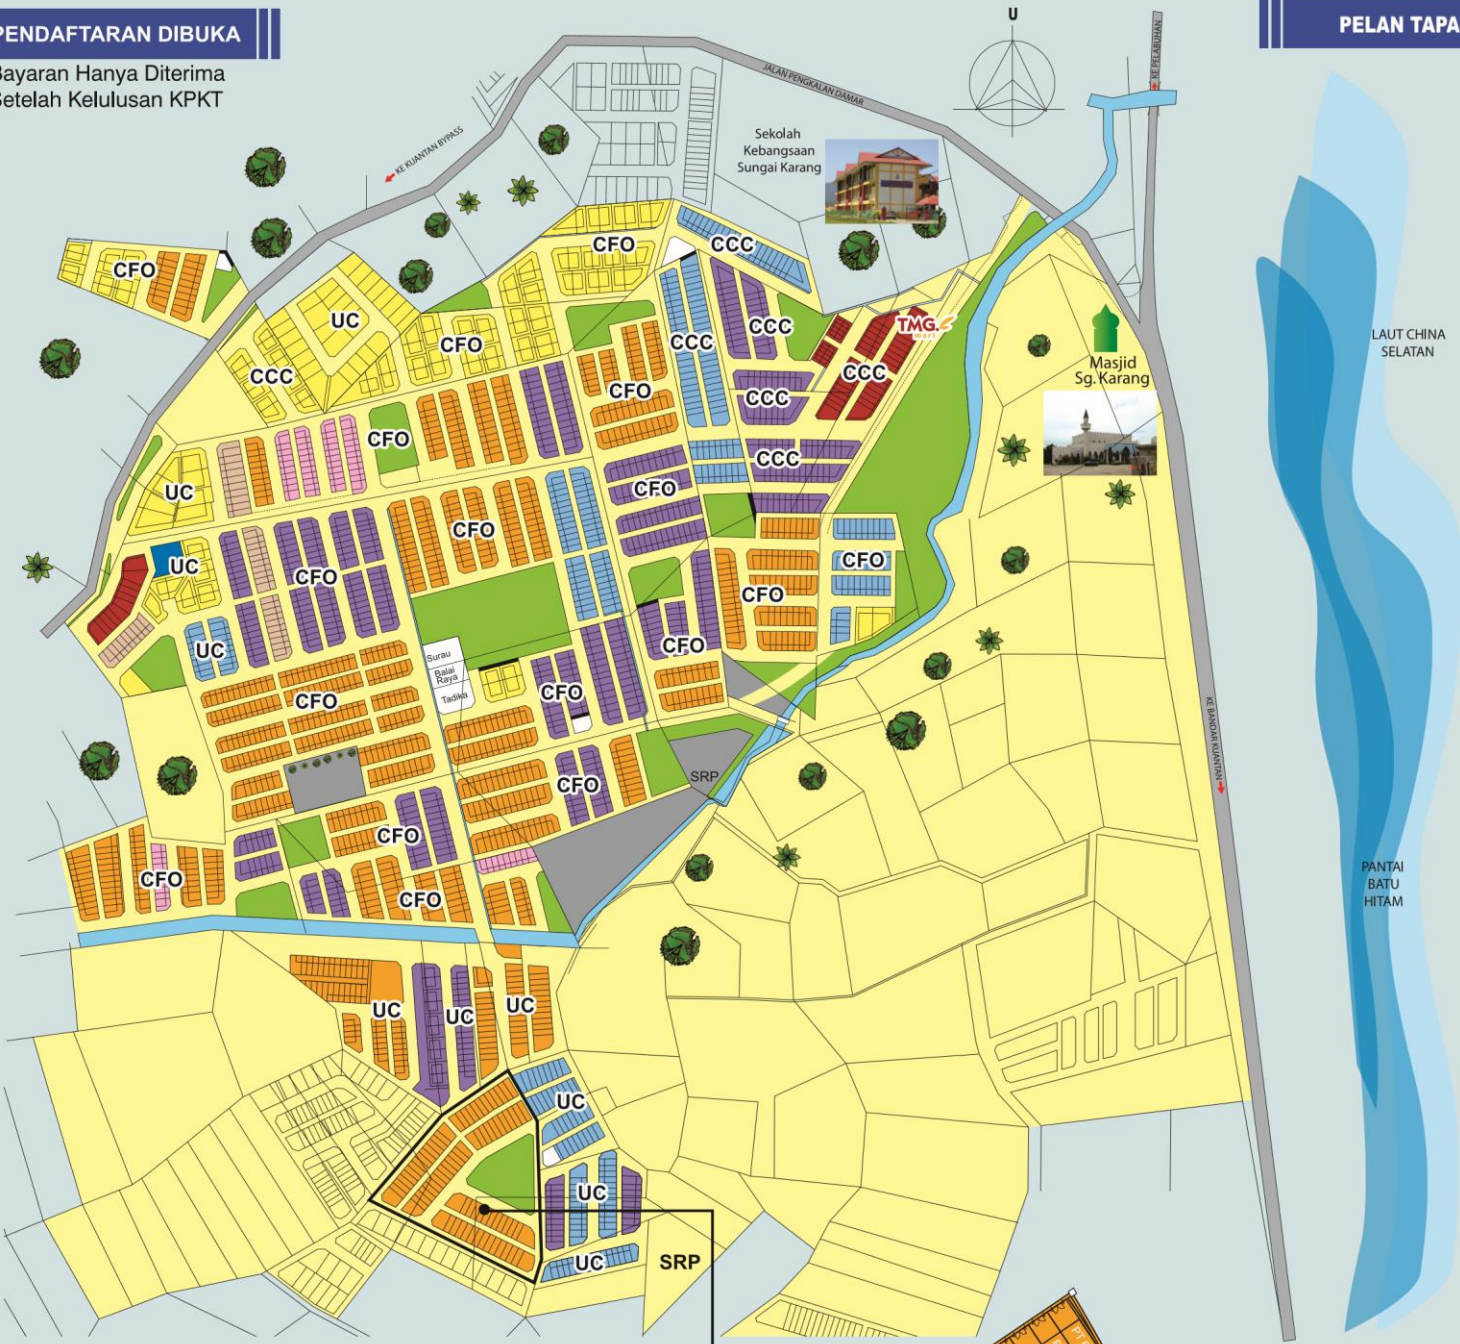 PENDAFTARAN DIBUKA
Bayaran Hanya Diterima
Setelah Kelulusan KPKT
U
PELAN TAPA
KE PELABUHAN
JALAN PENGKALAN DAMAR
KE KUANTAN BYPASS
Sekolah
Kebangsaan
Sungai Karang
CFO
CCC
CFO
UC
CFO
CCC
CCC
TMG
mart
CCC
CCC
CFO
CCC
Masjid
Sg. Karang
LAUT CHINA
SELATAN
CFO
CCC
UC
CFO
CFO
UC
CFO
CFO
CFO
UC
CFO
CFO
Surau
Balai
Raya
Tadika
CFO
CFO
KE BANDAR KUANTAN
SRP
CFO
CFO
CFO
CFO
PANTAI
BATU
HITAM
UC
UC
UC
UC
UC
UC
SRP